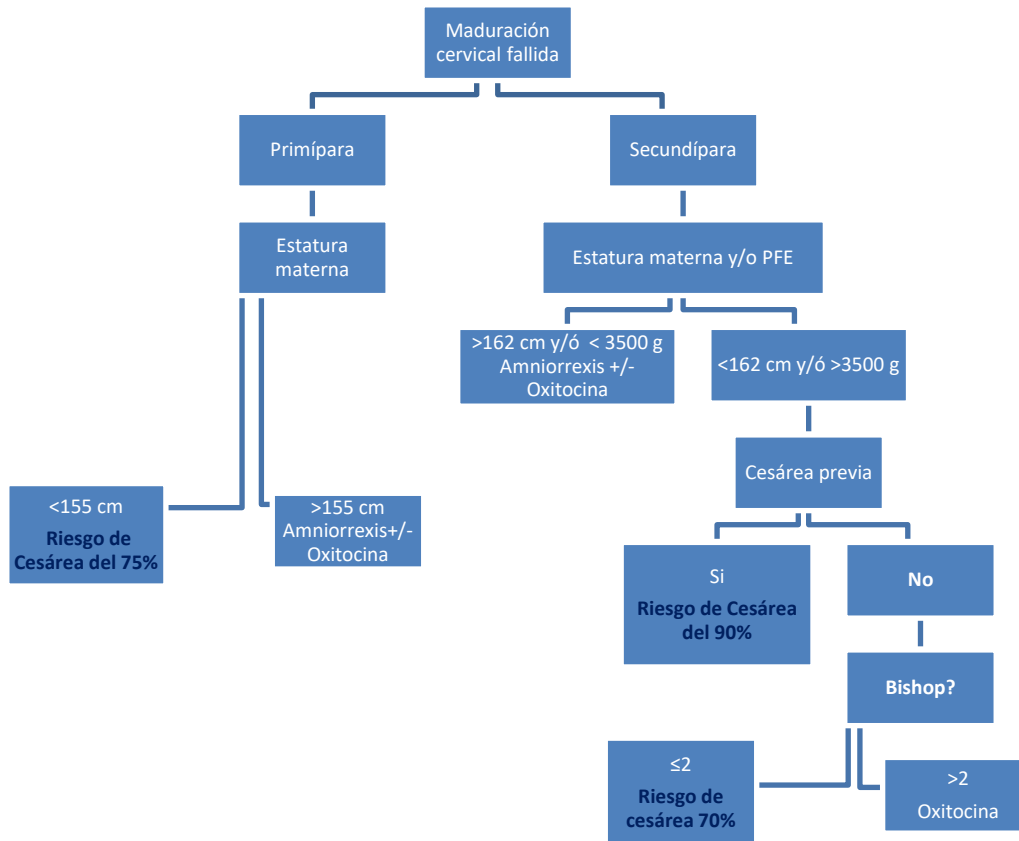 Maduración
cervical fallida
Primípara
Secundípara
Estatura
materna
Estatura materna y/o PFE
>162 cm y/ó < 3500 g
Amniorrexis +/-
Oxitocina
<162 cm y/ó >3500 g
Cesárea previa
<155 cm
Riesgo de
Cesárea del 75%
>155 cm
Amniorrexis+/-
Oxitocina
Si
Riesgo de Cesárea
del 90%
No
Bishop?
≤2
Riesgo de
cesárea 70%
>2
Oxitocina